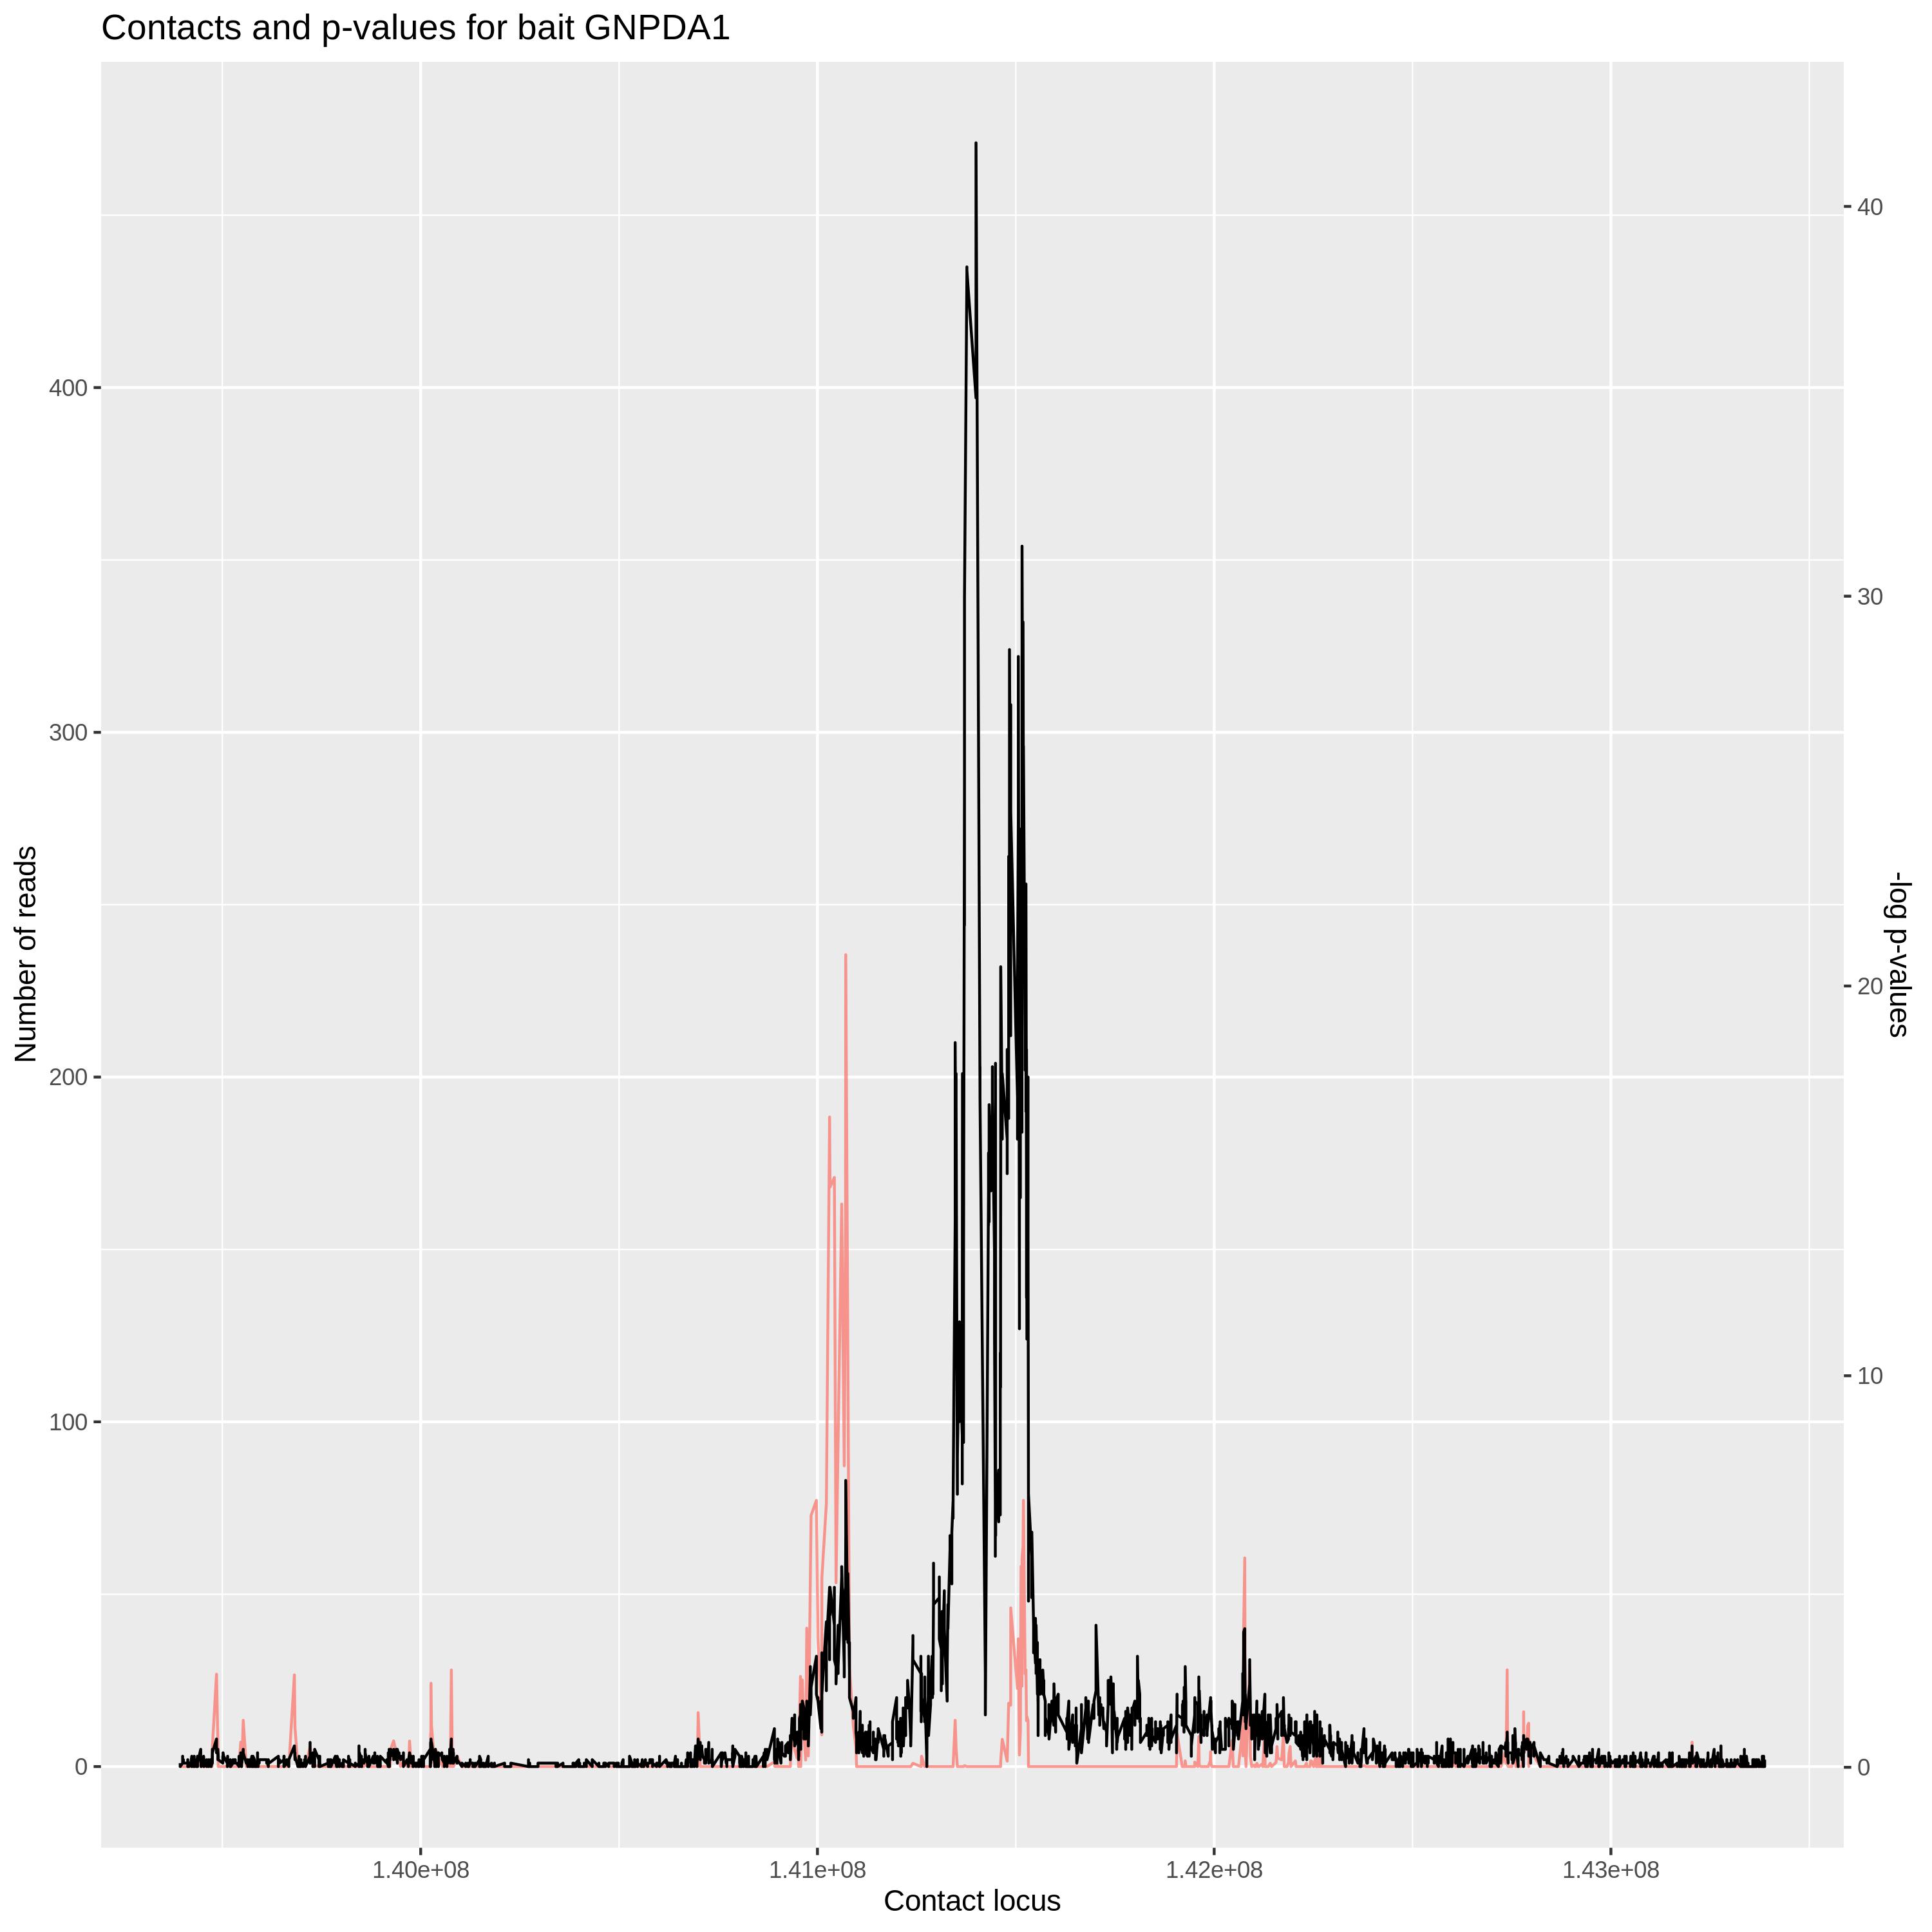 Contacts and p-values for bait GNPDA1
Number of reads
400
300
200
100
0
40
30
20
10
0
-log p-values
1.40e+08
1.41e+08
1.42e+08
1.43e+08
Contact locus